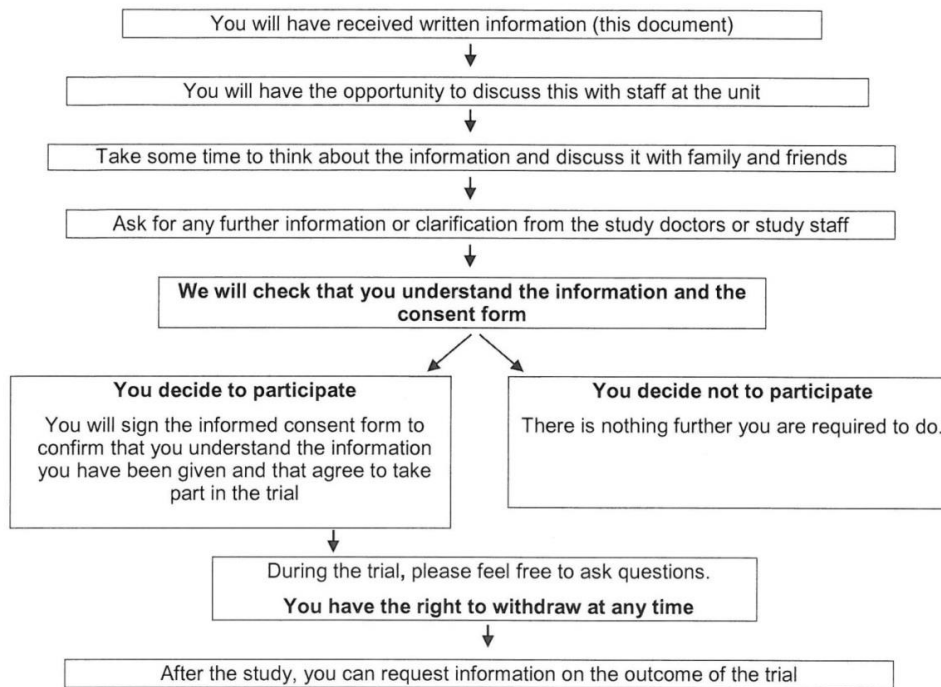 You will have received written information (this document)
You will have the opportunity to discuss this with staff at the unit
Take some time to think about the information and discuss it with family and friends
Ask for any further information or clarification from the study doctors or study staff
We will check that you understand the information and the
consent form
You decide to participate
You will sign the informed consent form to
confirm that you understand the information
you have been given and that agree to take
part in the trial
You decide not to participate
There is nothing further you are required to do.
During the trial, please feel free to ask questions.
You have the right to withdraw at any time
After the study, you can request information on the outcome of the trial